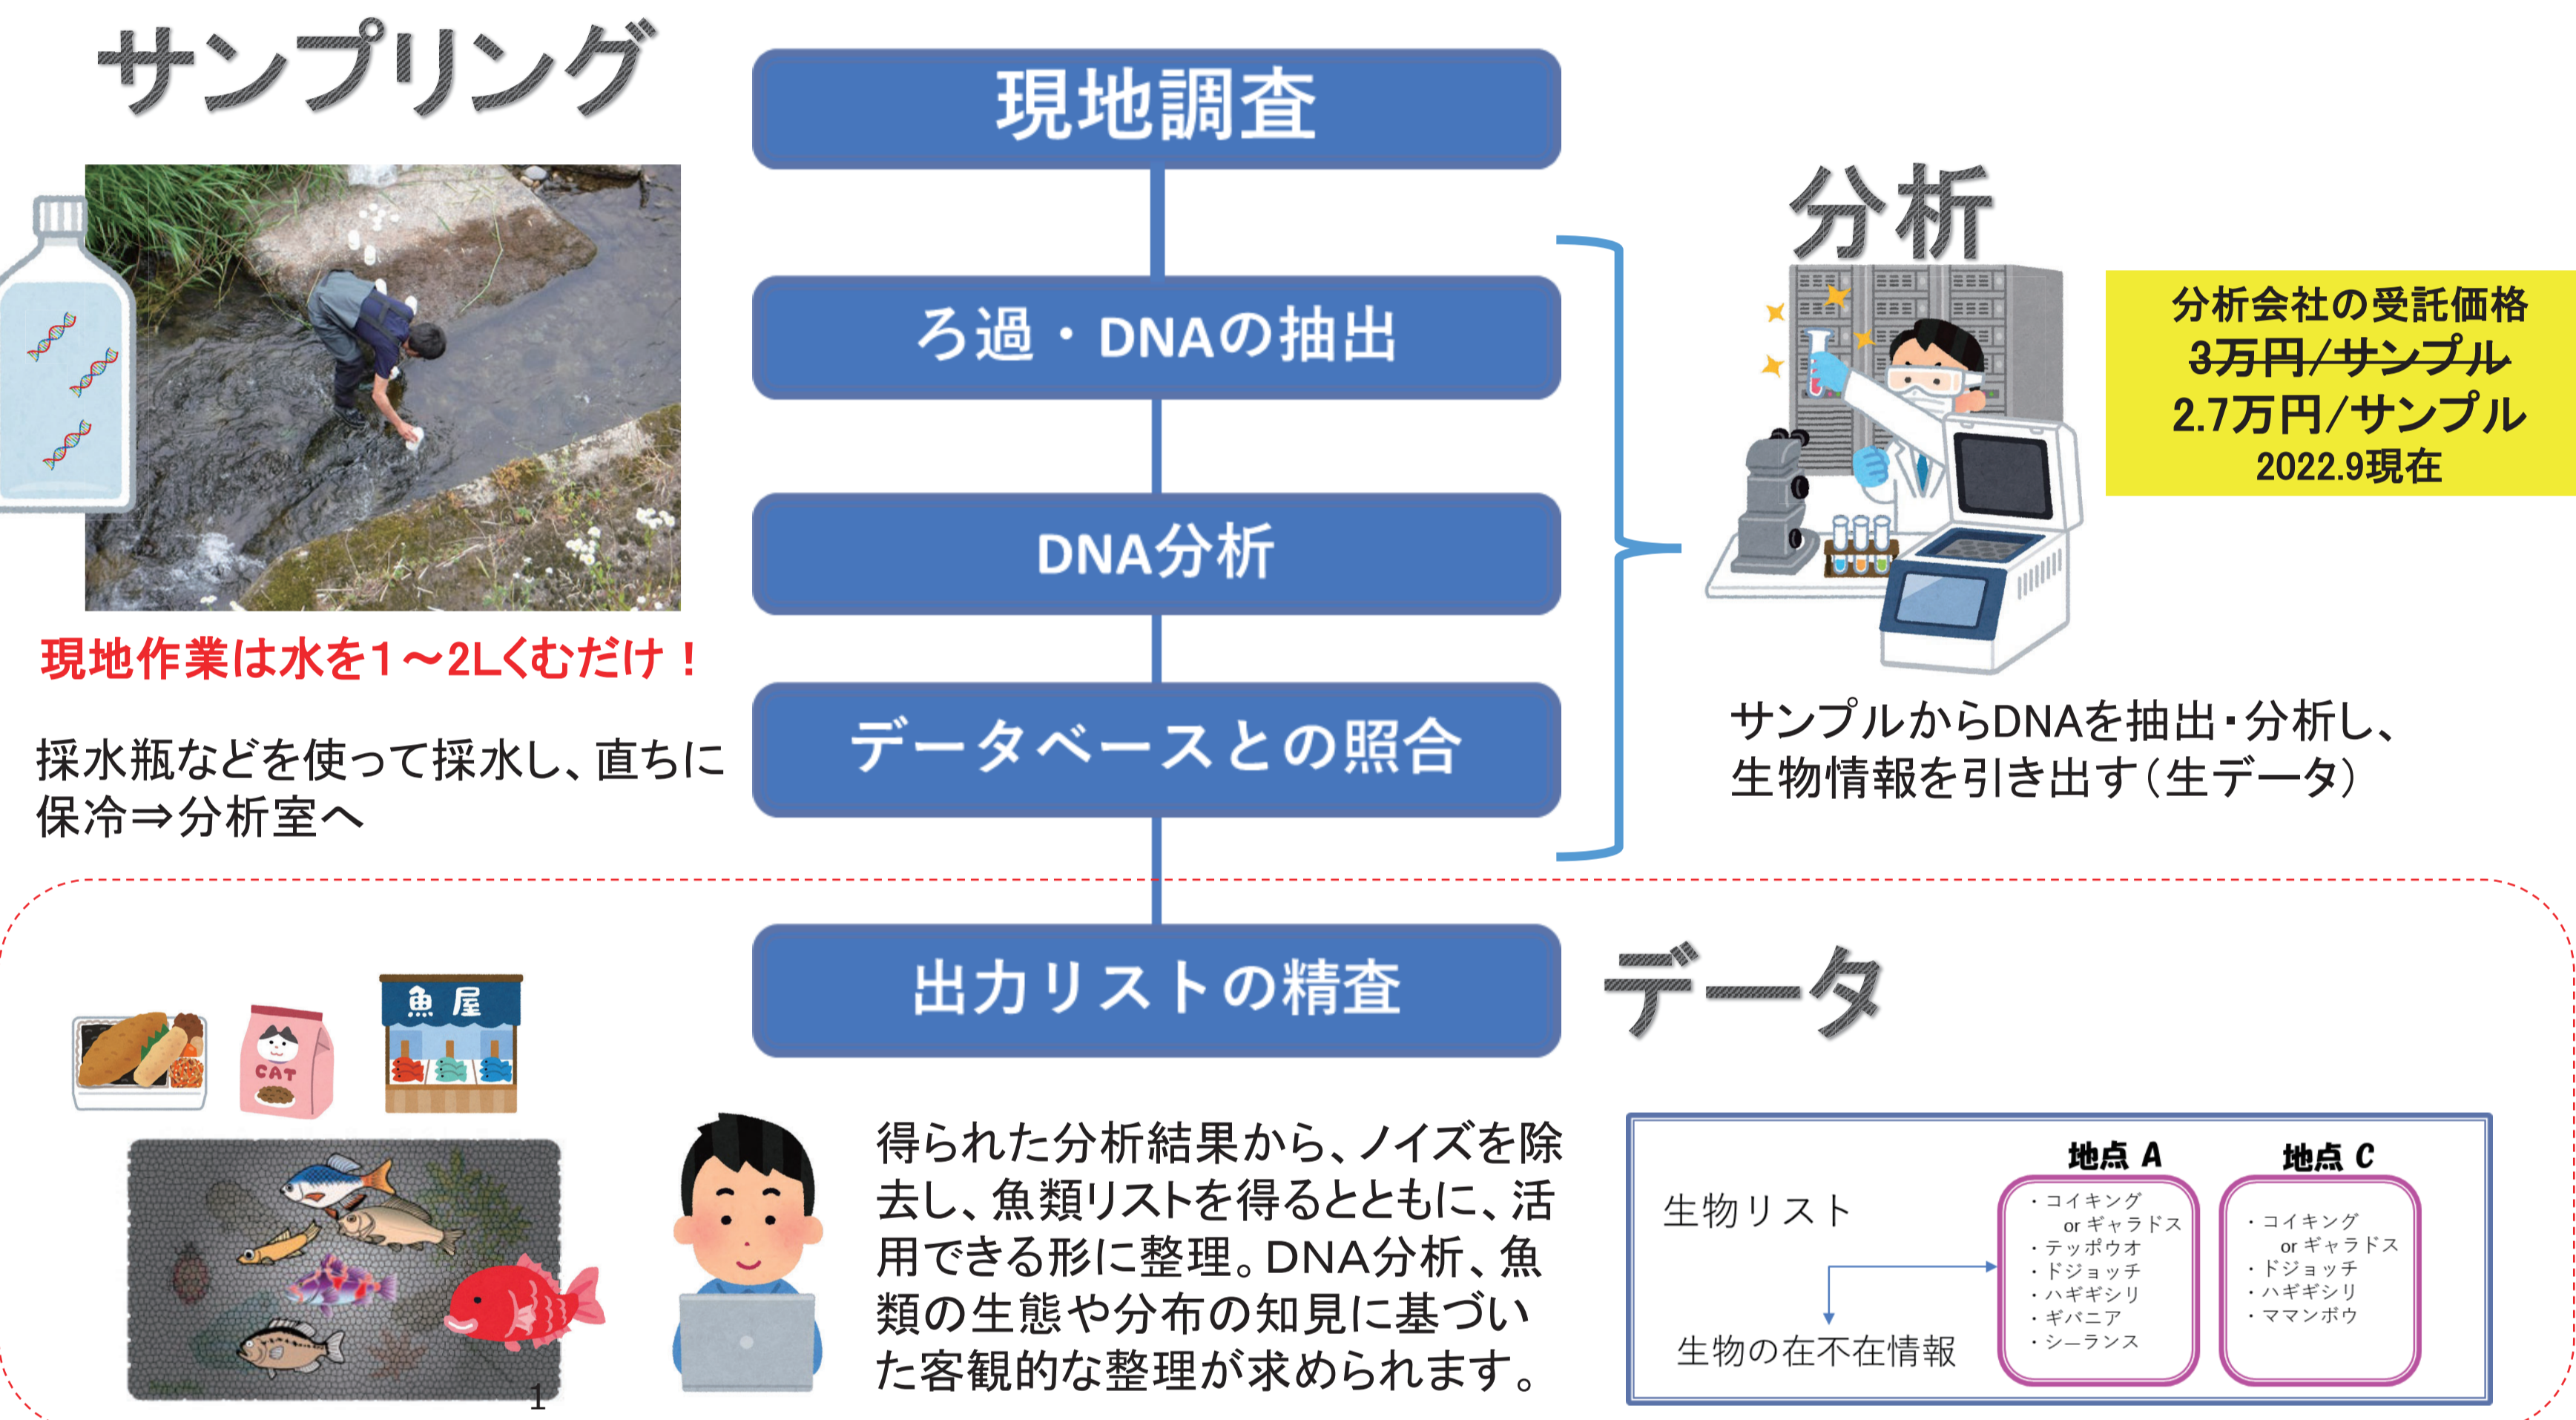 サンプリング
現地調査
分析
分析会社の受託価格
3万円/サンプル
2.7万円/サンプル
2022.9現在
ろ過・DNAの抽出
DNA分析
現地作業は水を1～2Lくむだけ！
採水瓶などを使って採水し、直ちに
保冷⇒分析室へ
データベースとの照合
サンプルからDNAを抽出・分析し、
生物情報を引き出す（生データ）
出力リストの精査
データ
魚屋
CAT
得られた分析結果から、ノイズを除
去し、魚類リストを得るとともに、活
用できる形に整理。DNA分析、魚
類の生態や分布の知見に基づい
た客観的な整理が求められます。
生物リスト
生物の在不在情報
地点 A
・コイキング
or ギャラドス
・テッポウオ
・ドジョッチ
・ハギギシリ
・ギバニア
・シーランス
地点 C
・コイキング
or ギャラドス
・ドジョッチ
・ハギギシリ
・ママンボウ
1